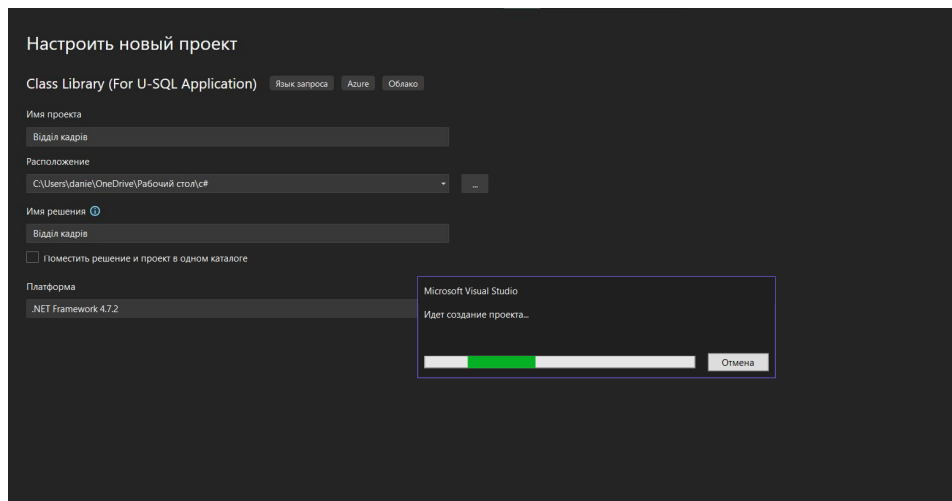 Настроить новый проект
Class Library (For U-SQL Application) Язык запроса Azure Облако
Имя проекта
Відділ кадрів
Расположение
C:\Users\danie\OneDrive\Рабочий стол\c#
...
Имя решения
Відділ кадрів
Поместить решение и проект в одном каталоге
Платформа
.NET Framework 4.7.2
Microsoft Visual Studio
Идет создание проекта...
Отмена